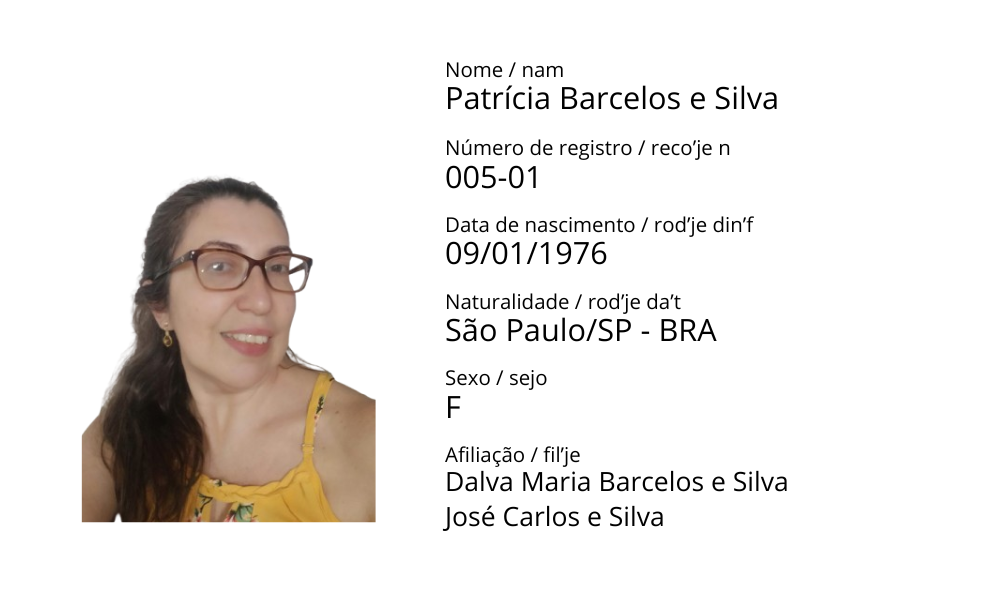 Nome / nam
Patrícia Barcelos e Silva
Número de registro / reco’je n
005-01
Data de nascimento / rod’je din’f
09/01/1976
Naturalidade / rod’je da’t
São Paulo/SP - BRA
Sexo / sejo
F
Afiliação / fil’je
Dalva Maria Barcelos e Silva
José Carlos e Silva